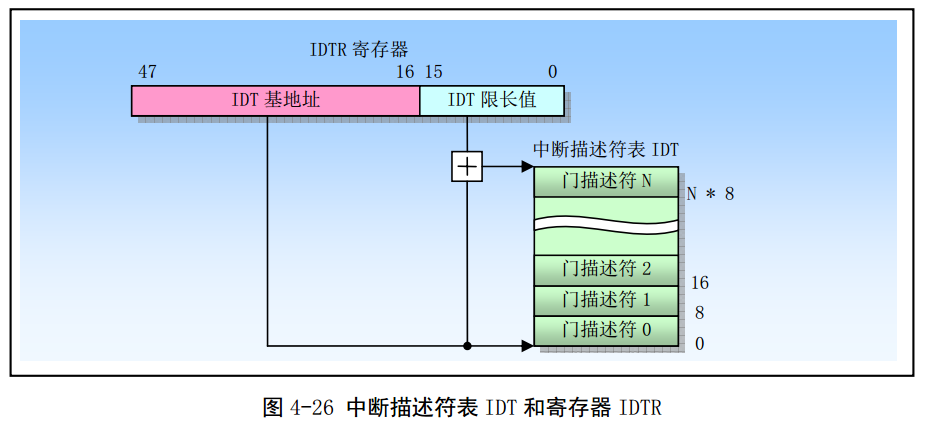 IDTR 寄存器
47 16 15 0
IDT 基地址 IDT 限长值
中断描述符表 IDT
门描述符 N
N * 8
门描述符 2
16
门描述符 1
8
门描述符 0
0
图 4-26 中断描述符表 IDT 和寄存器 IDTR